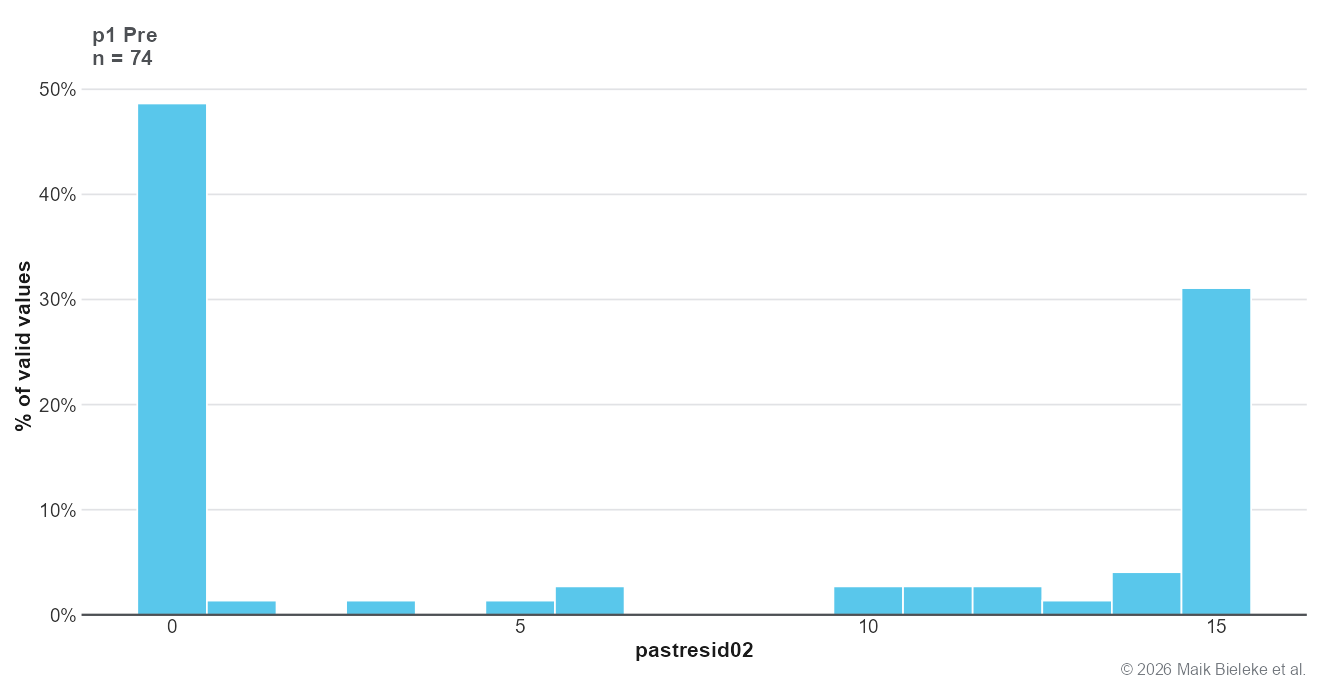 p1 Pre
n = 74
50%
40%
30%
20%
10%
0%
% of valid values
0 5 10 15
pastresid02
© 2026 Maik Bieleke et al.